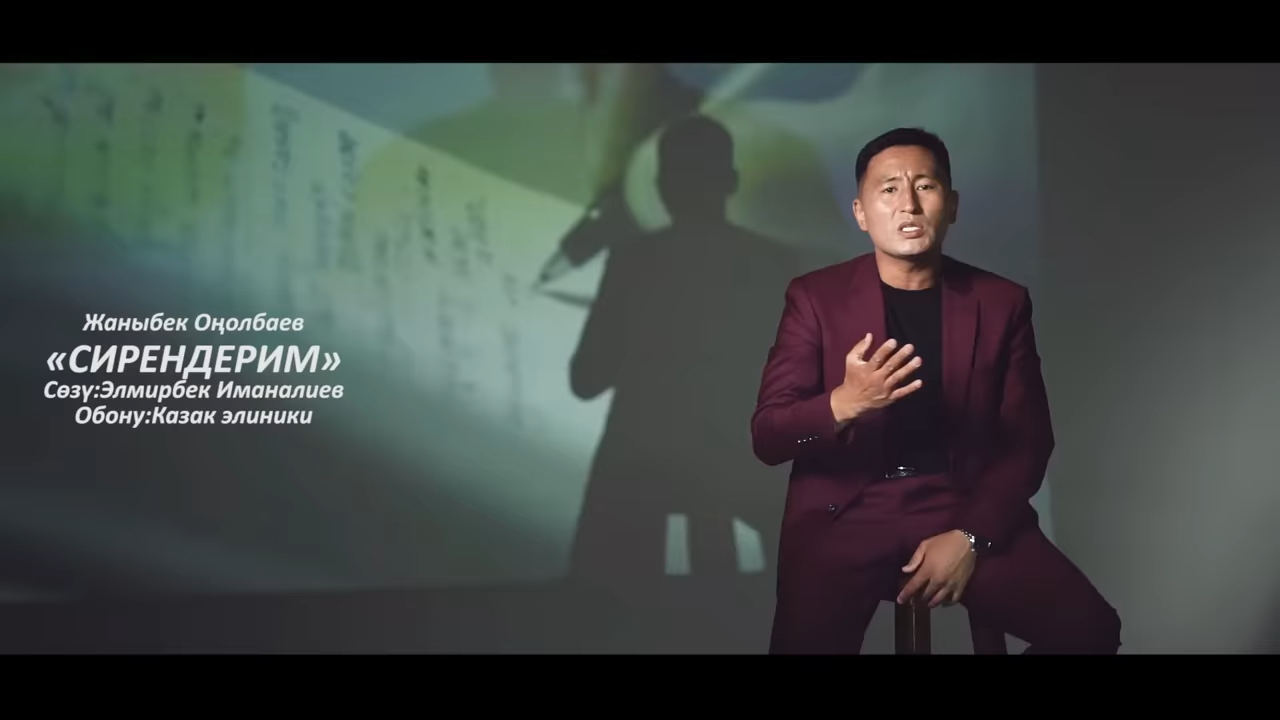 Жаныбек Оңолбаев
«СИРЕНДЕРИМ»
Сөзү:Элмирбек Иманалиев
Обону:Казак элиники